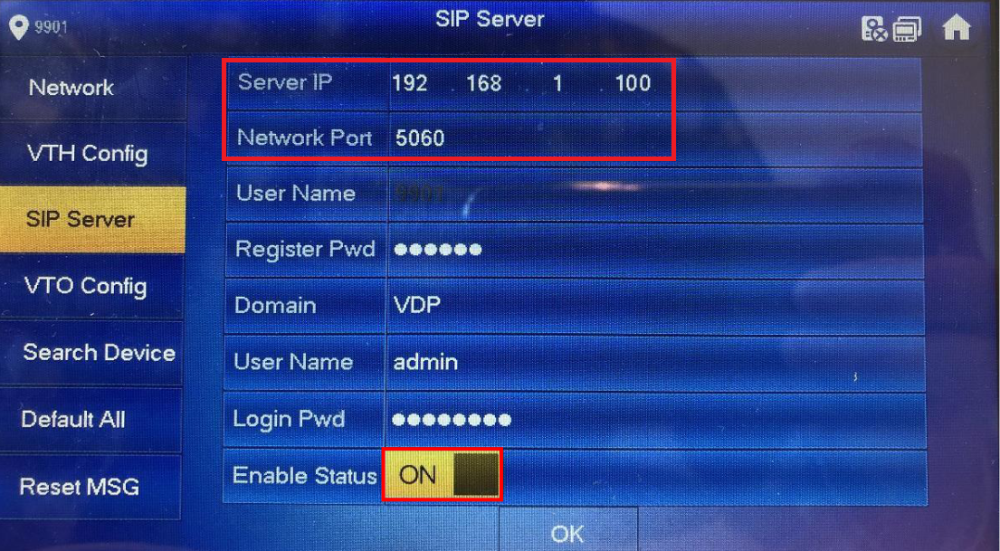 9901
SIP Server
Network
VTH Config
SIP Server
VTO Config
Search Device
Default All
Reset MSG
Server IP 192 . 168 . 1 . 100
Network Port 5060
User Name 9901
Register Pwd ●●●●●●
Domain VDP
User Name admin
Login Pwd ●●●●●●●●
Enable Status ON
OK